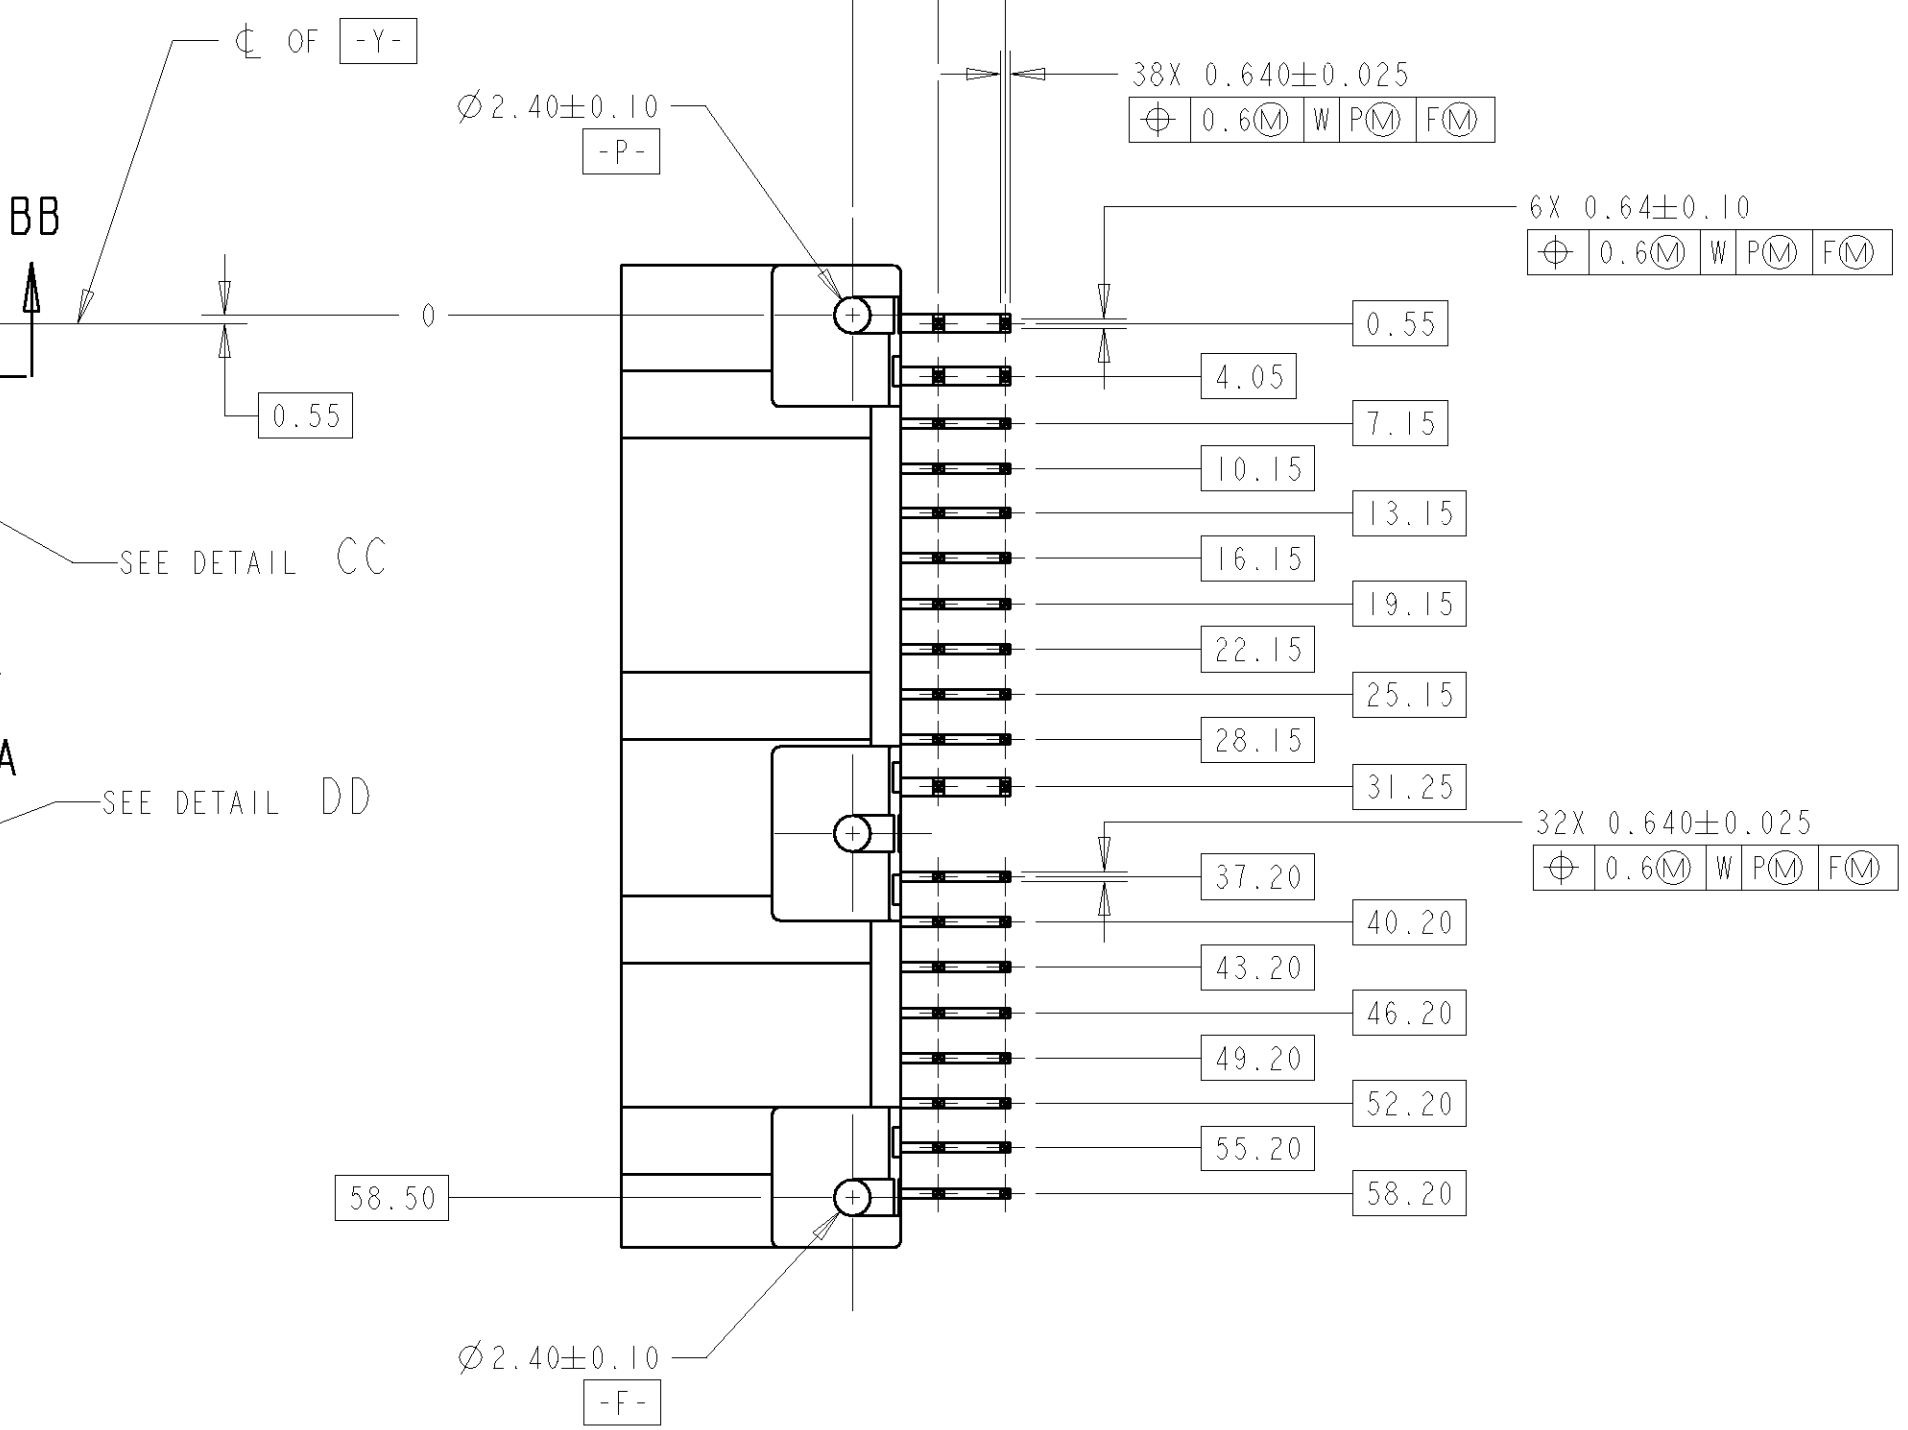 ℄ OF -Y-
38X 0.640±0.025
⌖ 0.6Ⓜ W PⓂ FⓂ
Ø2.40±0.10
-P-
BB
6X 0.64±0.10
⌖ 0.6Ⓜ W PⓂ FⓂ
0
0.55
0.55
4.05
7.15
10.15
13.15
SEE DETAIL CC
16.15
19.15
22.15
25.15
28.15
A
SEE DETAIL DD
31.25
32X 0.640±0.025
⌖ 0.6Ⓜ W PⓂ FⓂ
37.20
40.20
43.20
46.20
49.20
52.20
55.20
58.50
58.20
Ø2.40±0.10
-F-